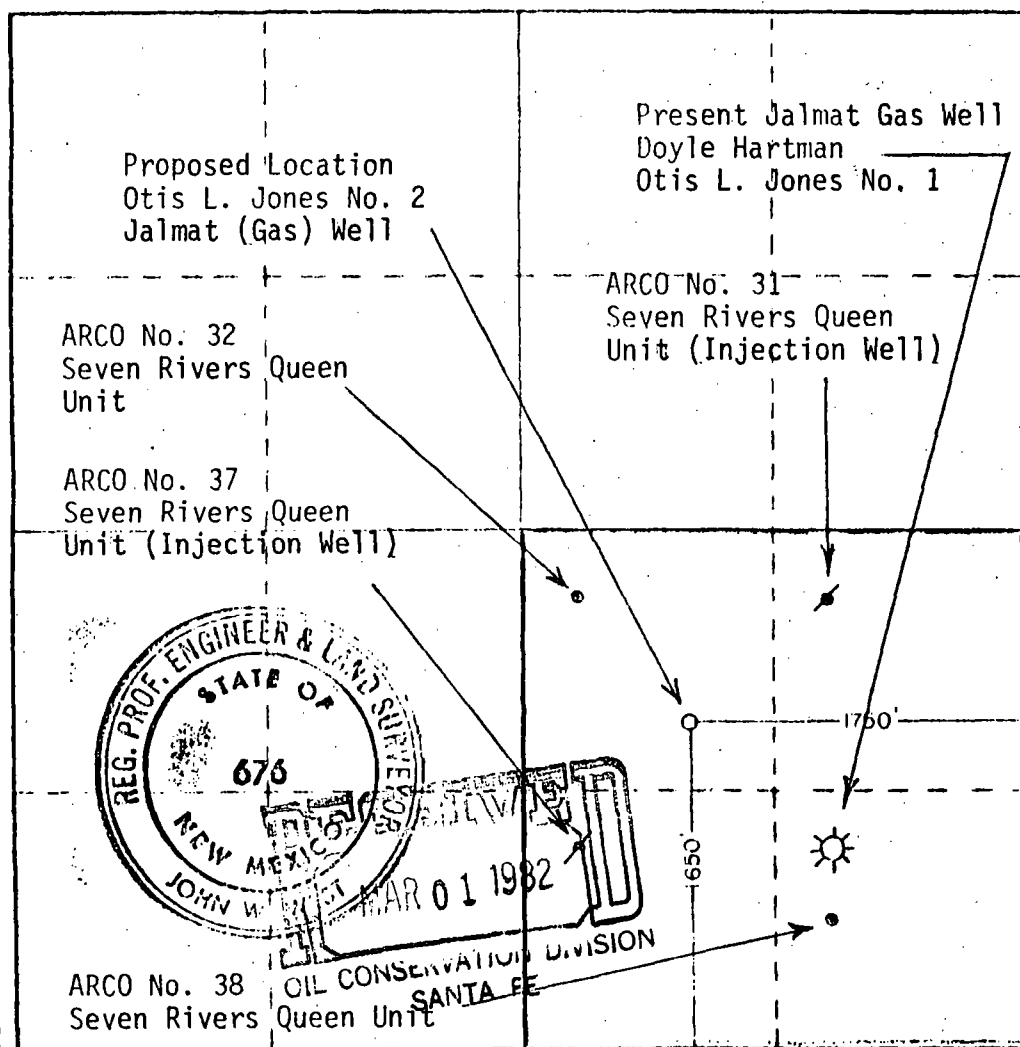 Proposed Location
Otis L. Jones No. 2
Jalmat (Gas) Well
Present Jalmat Gas Well
Doyle Hartman
Otis L. Jones No. 1
ARCO No. 31
Seven Rivers Queen
Unit (Injection Well)
ARCO No. 32
Seven Rivers Queen
Unit
ARCO No. 37
Seven Rivers Queen
Unit (Injection Well)
1760'
1650'
REG. PROF. ENGINEER & LAND SURVEYOR
STATE OF
676
NEW MEXICO
JOHN W.
MAR 01 1982
OIL CONSERVATION DIVISION
SANTA FE
ARCO No. 38
Seven Rivers Queen Unit